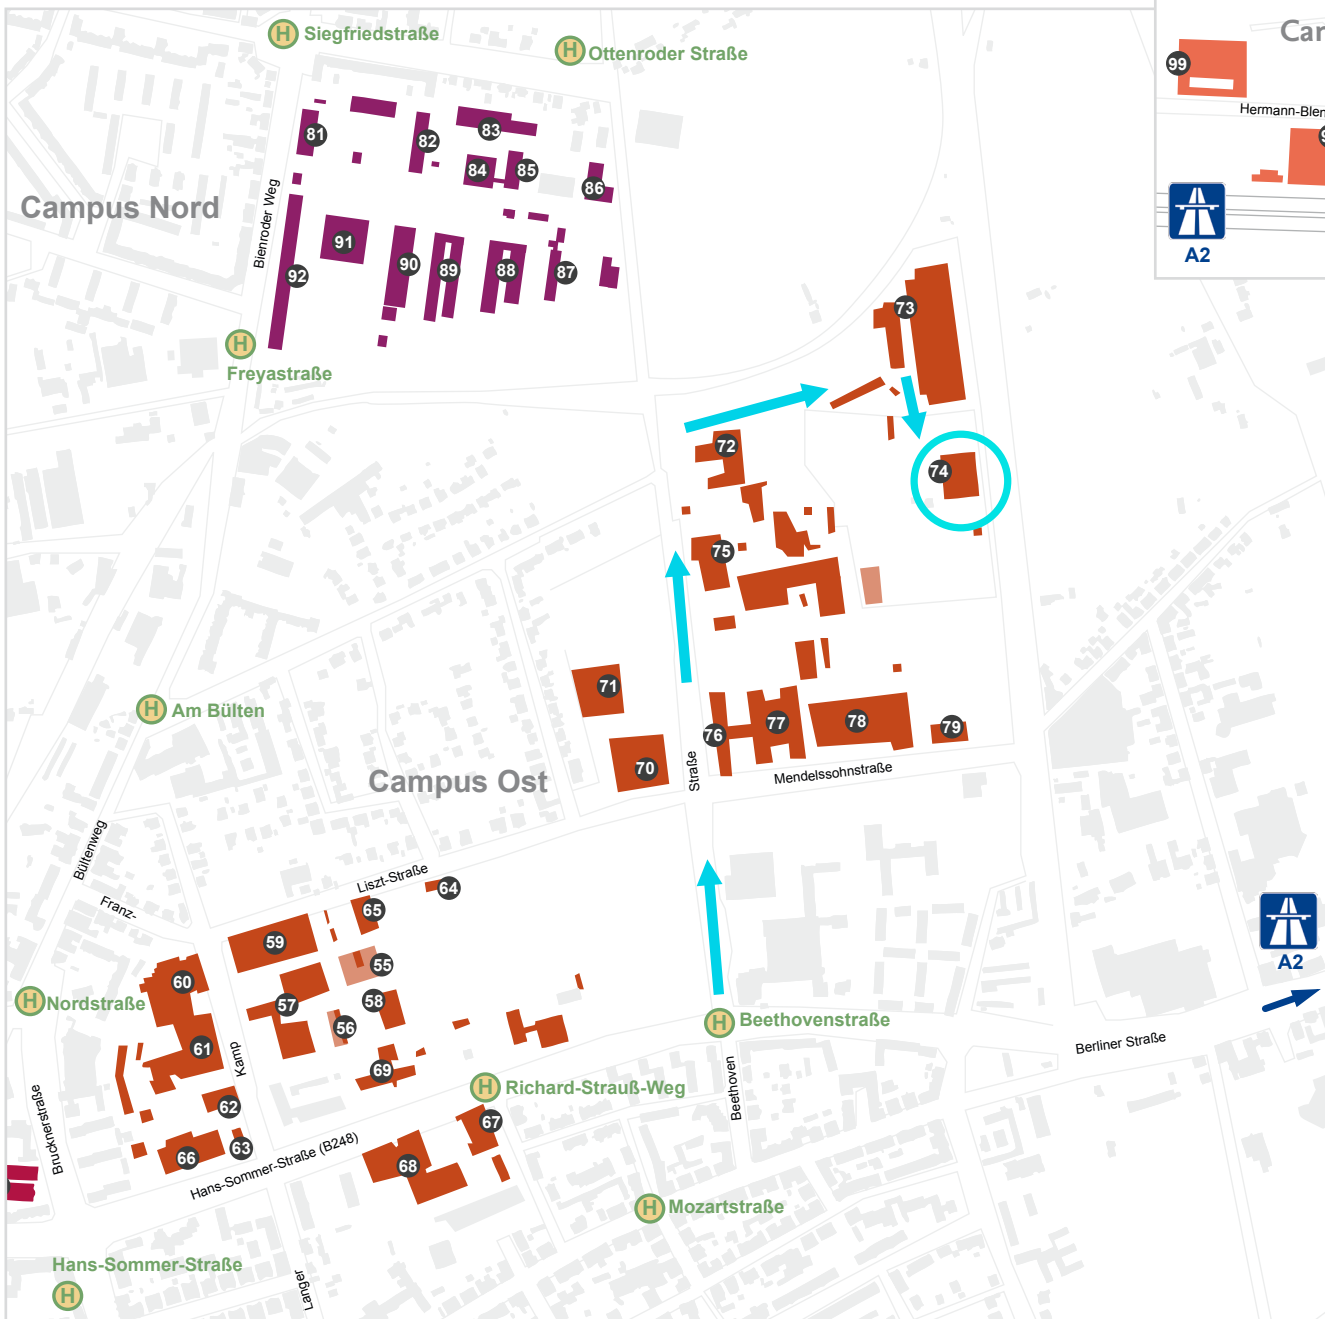 Siegfriedstraße
Ottenroder Straße
Car
99
Hermann-Blen
9
A2
81
82
83
84
85
86
Campus Nord
Bienroder Weg
91
92
90
89
88
87
Freyastraße
73
72
74
75
71
Am Bülten
76
77
78
79
70
Straße
Mendelssohnstraße
Campus Ost
Bültenweg
Liszt-Straße
64
Franz-
65
59
60
55
57
58
56
Nordstraße
61
Kamp
69
Beethovenstraße
A2
Berliner Straße
Richard-Strauß-Weg
Beethoven
62
67
Brucknerstraße
63
66
68
Hans-Sommer-Straße (B248)
Mozartstraße
Hans-Sommer-Straße
Langer
H
H
H
H
H
H
H
H
H